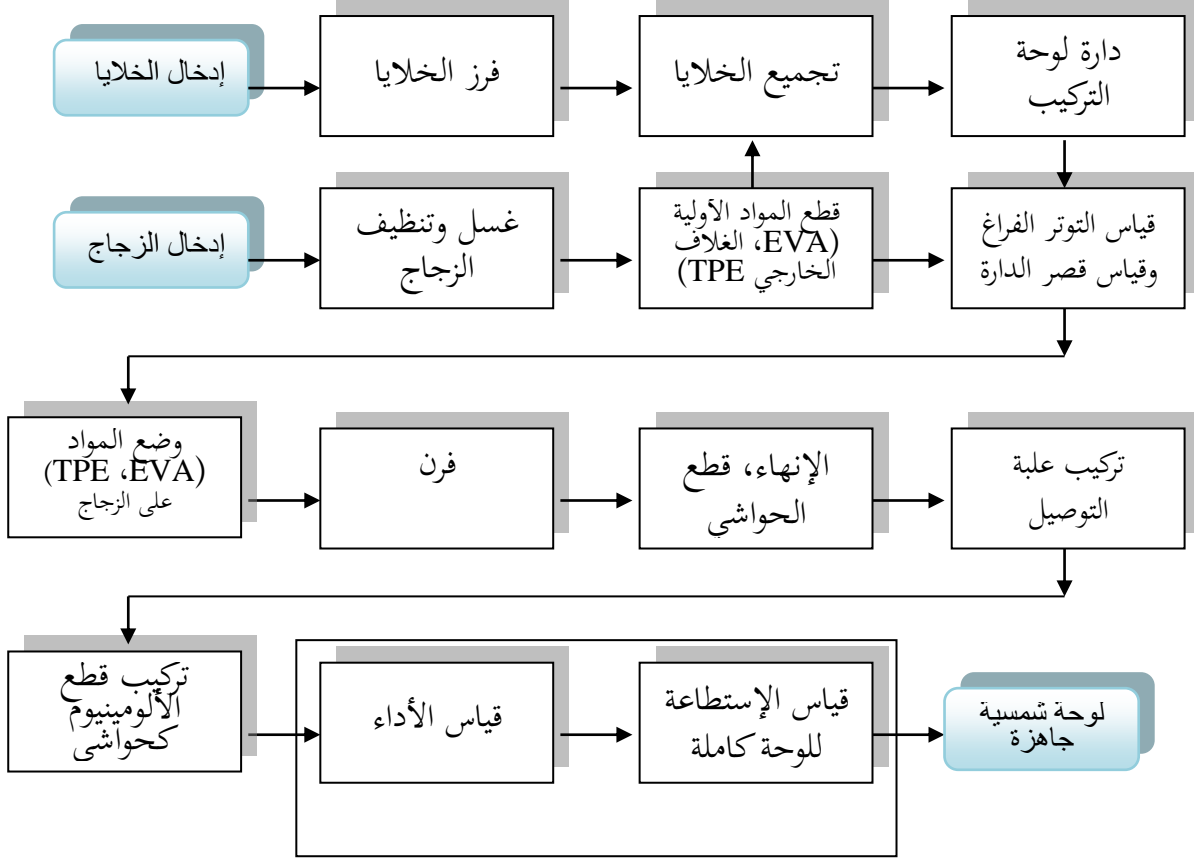 إدخال الخلايا
فرز الخلايا
تجميع الخلايا
دارة لوحة
التركيب
إدخال الزجاج
غسل وتنظيف
الزجاج
قطع المواد الآولية
(EVA، الغلاف
الخارجي TPE)
قياس التوتر الفراغ
وقياس قصر الدارة
وضع المواد
(TPE ،EVA)
على الزجاج
فرن
الإنهاء، قطع
الحواشي
تركيب علبة
التوصيل
تركيب قطع
الألومينيوم
كحواشي
قياس الأداء
قياس الإستطاعة
للوحة كاملة
لوحة شمسية
جاهزة